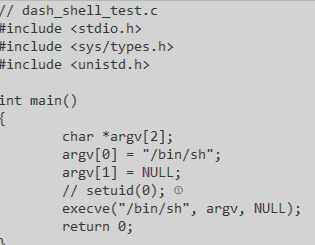 // dash_shell_test.c
#include <stdio.h>
#include <sys/types.h>
#include <unistd.h>
int main()
{
char *argv[2];
argv[0] = "/bin/sh";
argv[1] = NULL;
// setuid(0); ①
execve("/bin/sh", argv, NULL);
return 0;
}